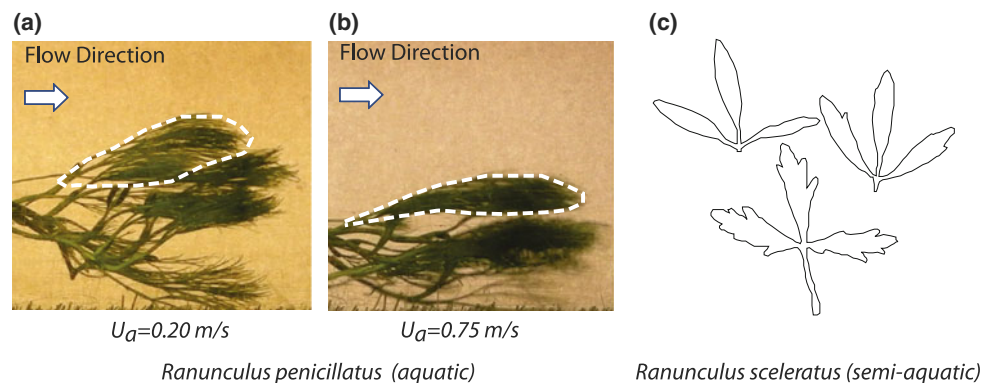 (a)
Flow Direction
(b)
Flow Direction
(c)
Uₐ=0.20 m/s
Uₐ=0.75 m/s
Ranunculus penicillatus (aquatic)
Ranunculus sceleratus (semi-aquatic)